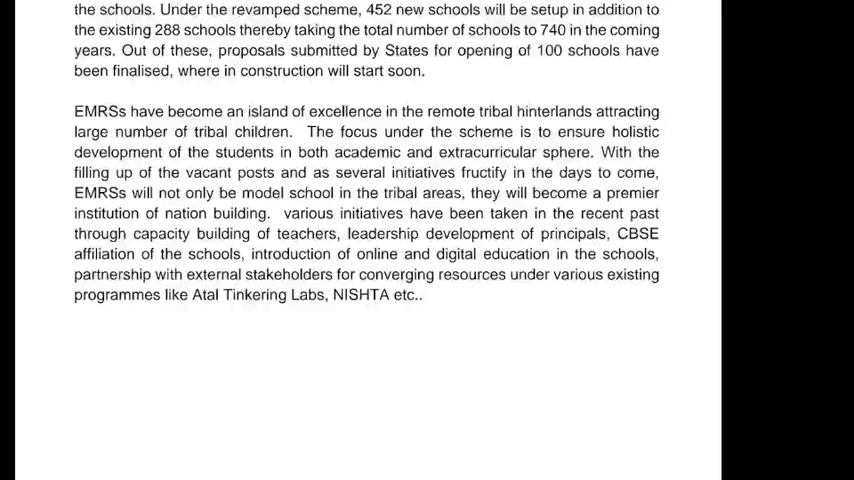 the schools. Under the revamped scheme, 452 new schools will be setup in addition to
the existing 288 schools thereby taking the total number of schools to 740 in the coming
years. Out of these, proposals submitted by States for opening of 100 schools have
been finalised, where in construction will start soon.
EMRSs have become an island of excellence in the remote tribal hinterlands attracting
large number of tribal children. The focus under the scheme is to ensure holistic
development of the students in both academic and extracurricular sphere. With the
filling up of the vacant posts and as several initiatives fructify in the days to come,
EMRSs will not only be model school in the tribal areas, they will become a premier
institution of nation building. various initiatives have been taken in the recent past
through capacity building of teachers, leadership development of principals, CBSE
affiliation of the schools, introduction of online and digital education in the schools,
partnership with external stakeholders for converging resources under various existing
programmes like Atal Tinkering Labs, NISHTA etc..